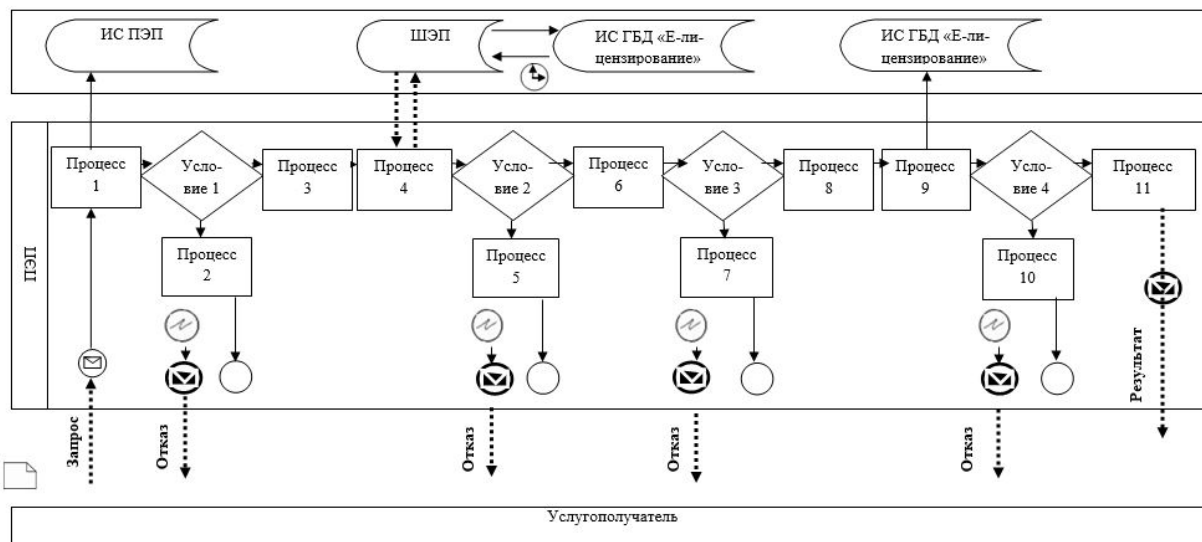 ИС ПЭП
ШЭП
ИС ГБД «Е-ли-
цензирование»
ИС ГБД «Е-ли-
цензирование»
ПЭП
Процесс
1
Усло-
вие 1
Процесс
3
Процесс
4
Усло-
вие 2
Процесс
6
Усло-
вие 3
Процесс
8
Процесс
9
Усло-
вие 4
Процесс
11
Процесс
2
Процесс
5
Процесс
7
Процесс
10
Запрос
Отказ
Отказ
Отказ
Отказ
Результат
Услугополучатель